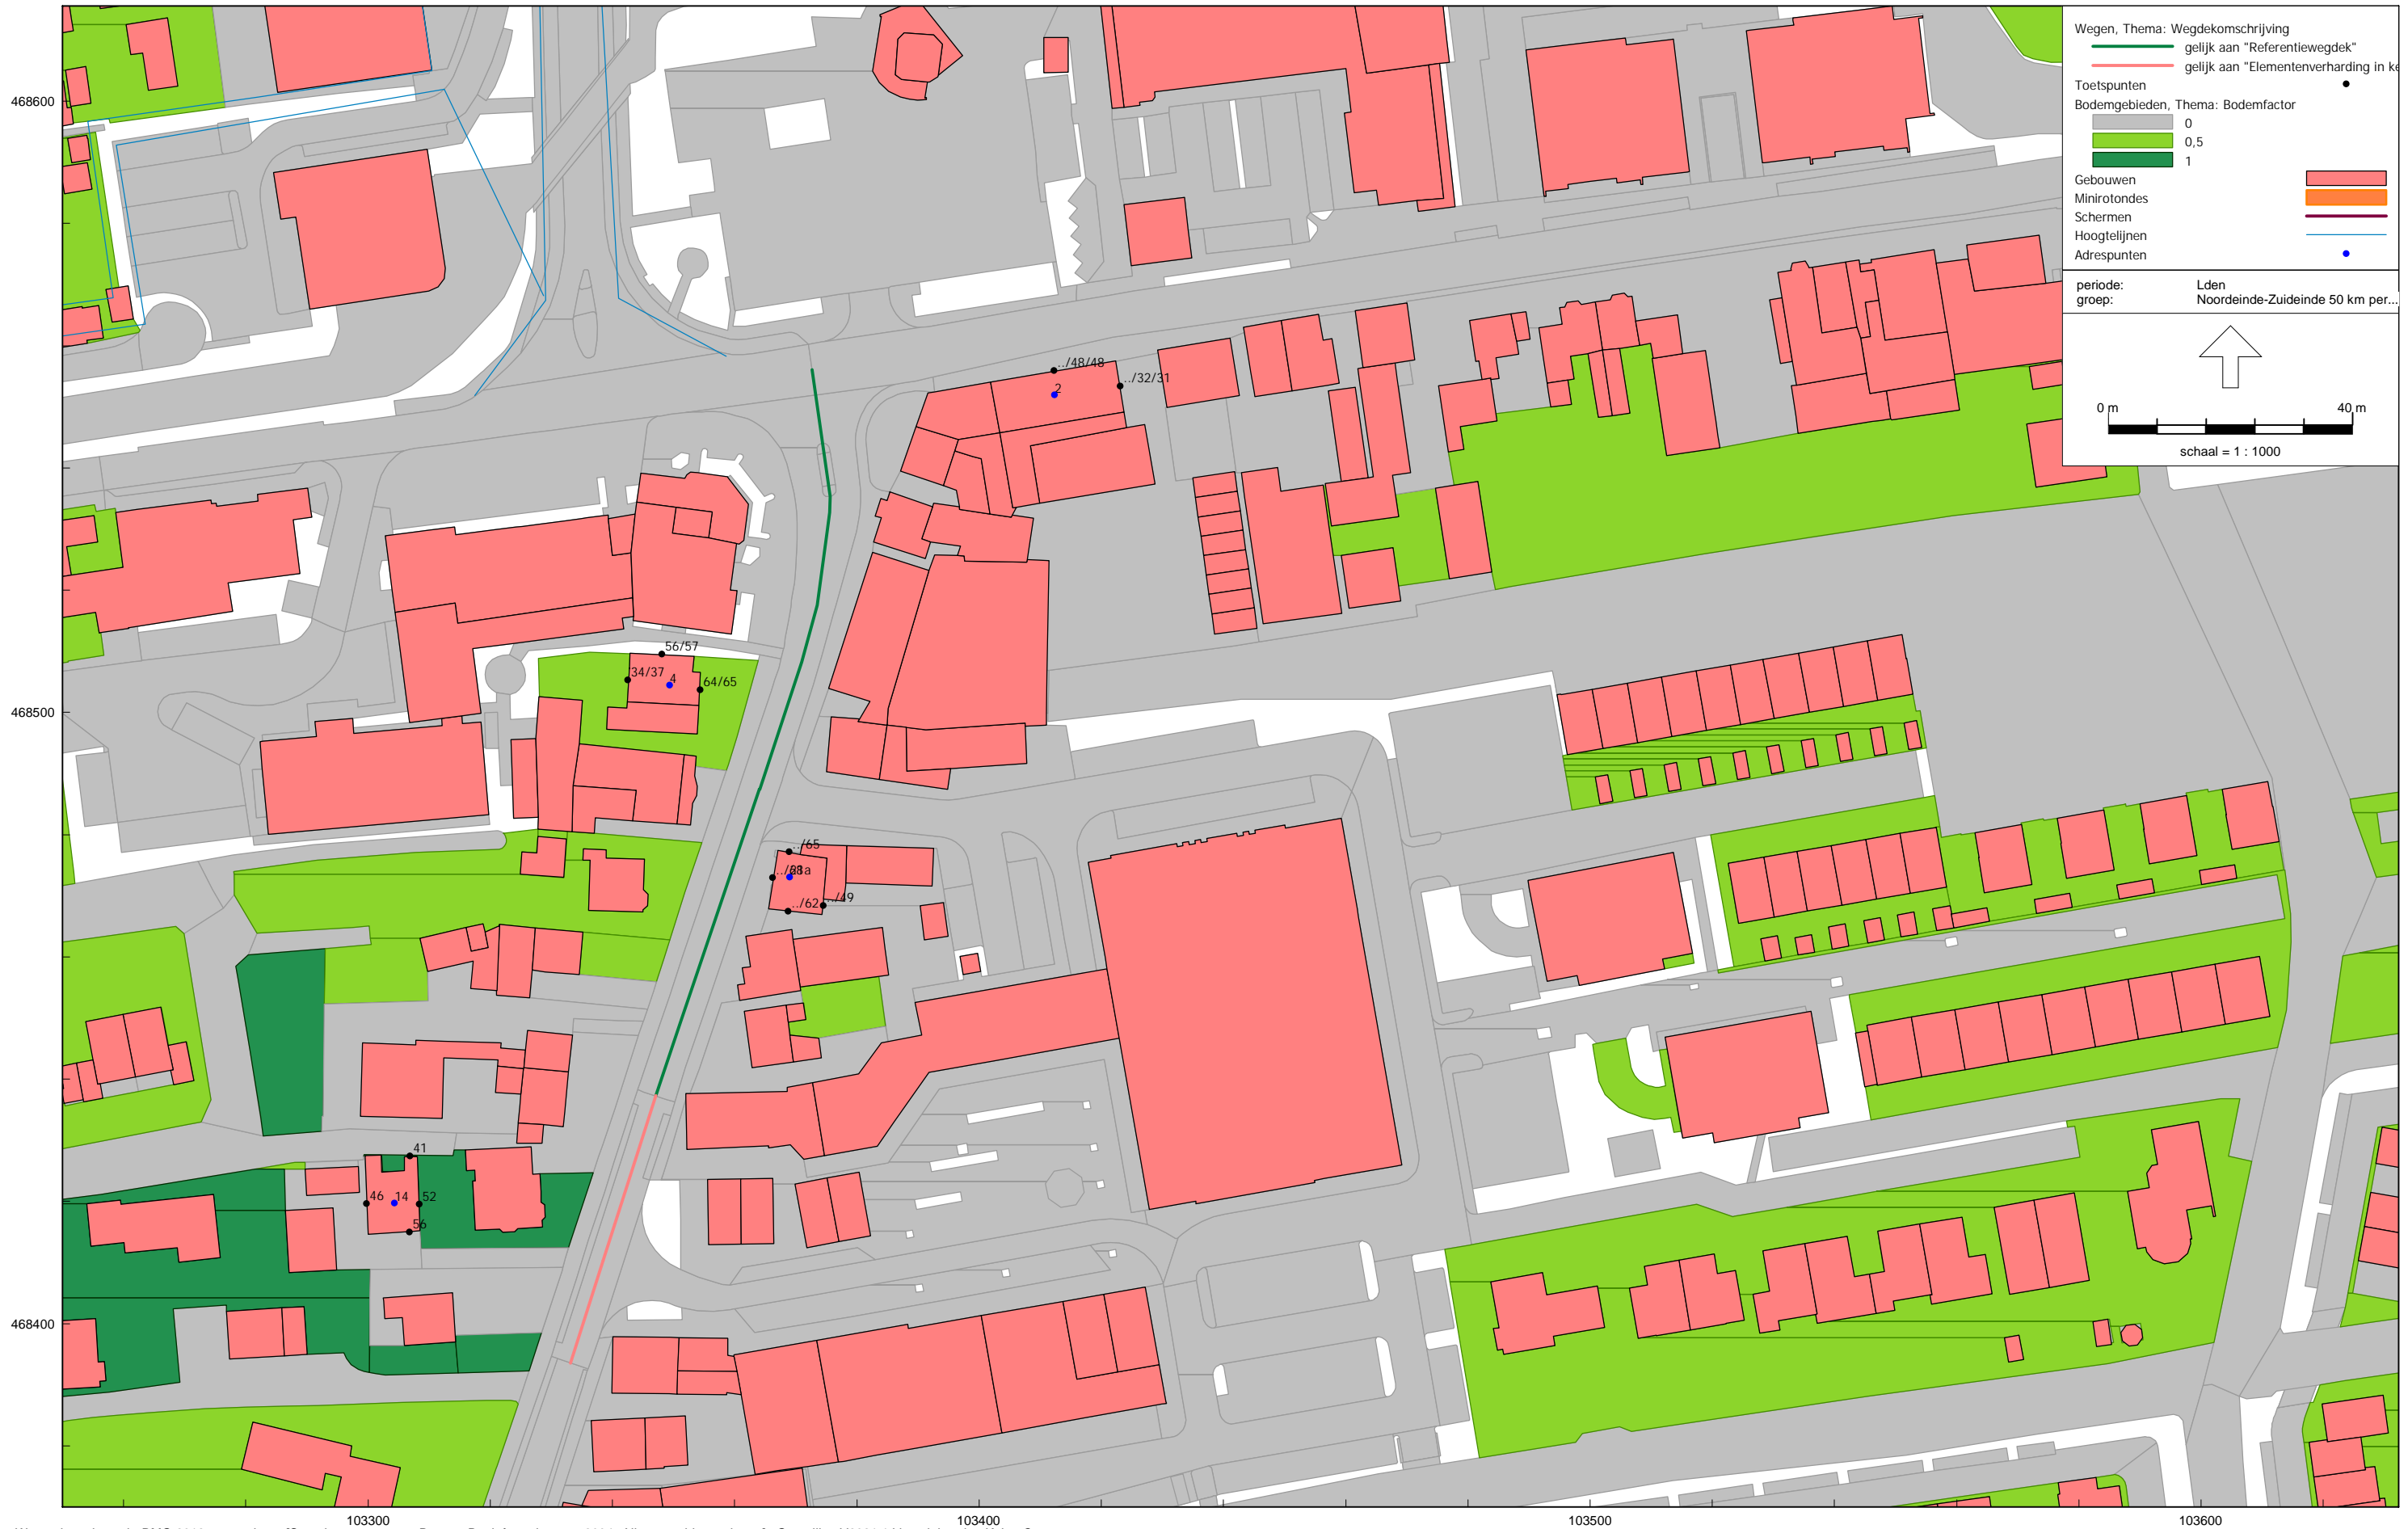 Wegen, Thema: Wegdekomschrijving
gelijk aan "Referentiewegdek"
gelijk aan "Elementenverharding in ke
Toetspunten
Bodemgebieden, Thema: Bodemfactor
0
0,5
1
Gebouwen
Minirotondes
Schermen
Hoogtelijnen
Adrespunten
periode: Lden
groep: Noordeinde-Zuideinde 50 km per...
0 m 40 m
schaal = 1 : 1000
468600
../48/48
../32/31
2
56/57
34/37
4
64/65
468500
../65
../62
../49
41
46
14
52
56
468400
103300
103400
103500
103600